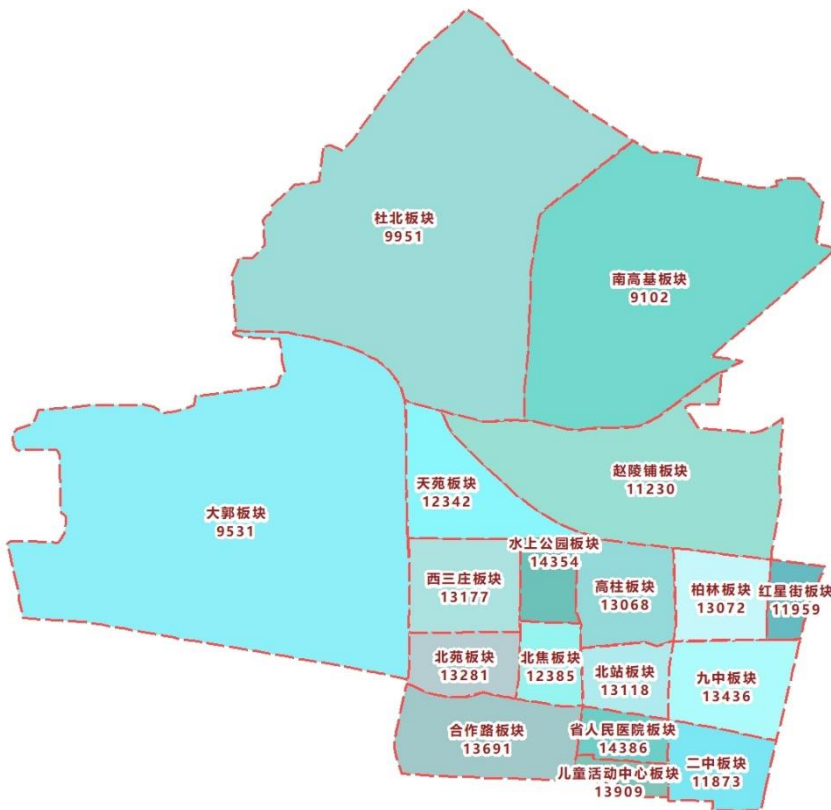 杜北板块
9951
南高基板块
9102
赵陵铺板块
11230
天苑板块
12342
大郭板块
9531
水上公园板块
14354
西三庄板块
13177
高柱板块
13068
柏林板块
13072
红星街板块
11959
北苑板块
13281
北焦板块
12385
北站板块
13118
九中板块
13436
合作路板块
13691
省人民医院板块
14386
二中板块
11873
儿童活动中心板块
13909